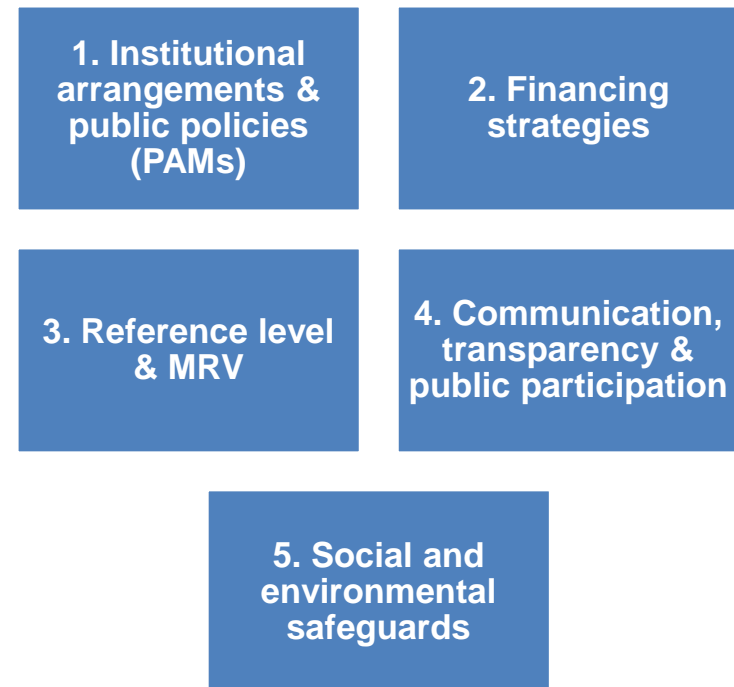 1. Institutional
arrangements &
public policies
(PAMs)
2. Financing
strategies
3. Reference level
& MRV
4. Communication,
transparency &
public participation
5. Social and
environmental
safeguards